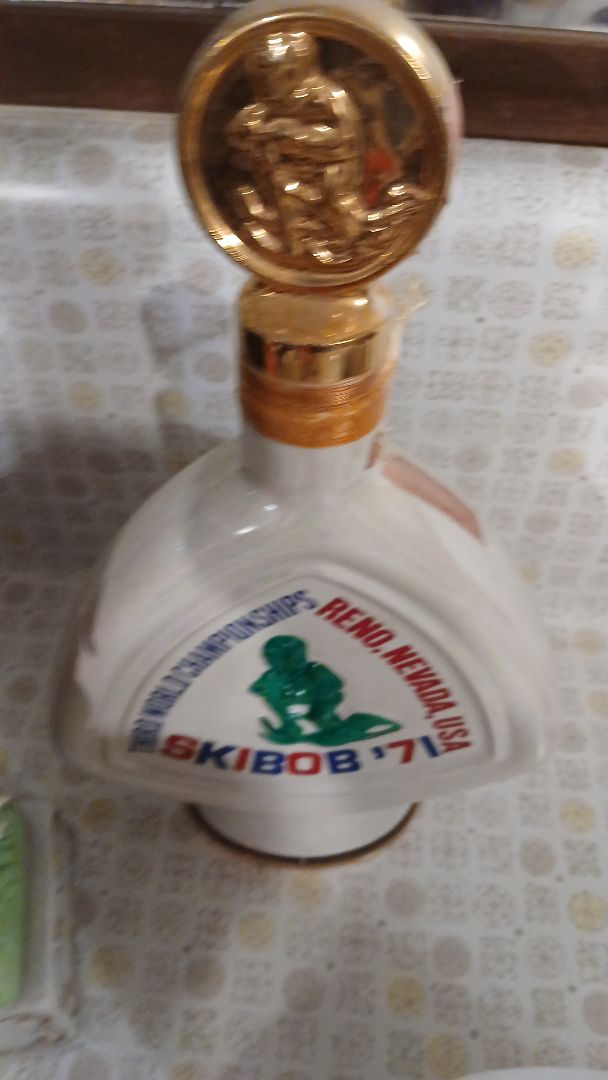 THIRD WORLD CHAMPIONSHIPS,
RENO, NEVADA, USA
SKIBOB '71